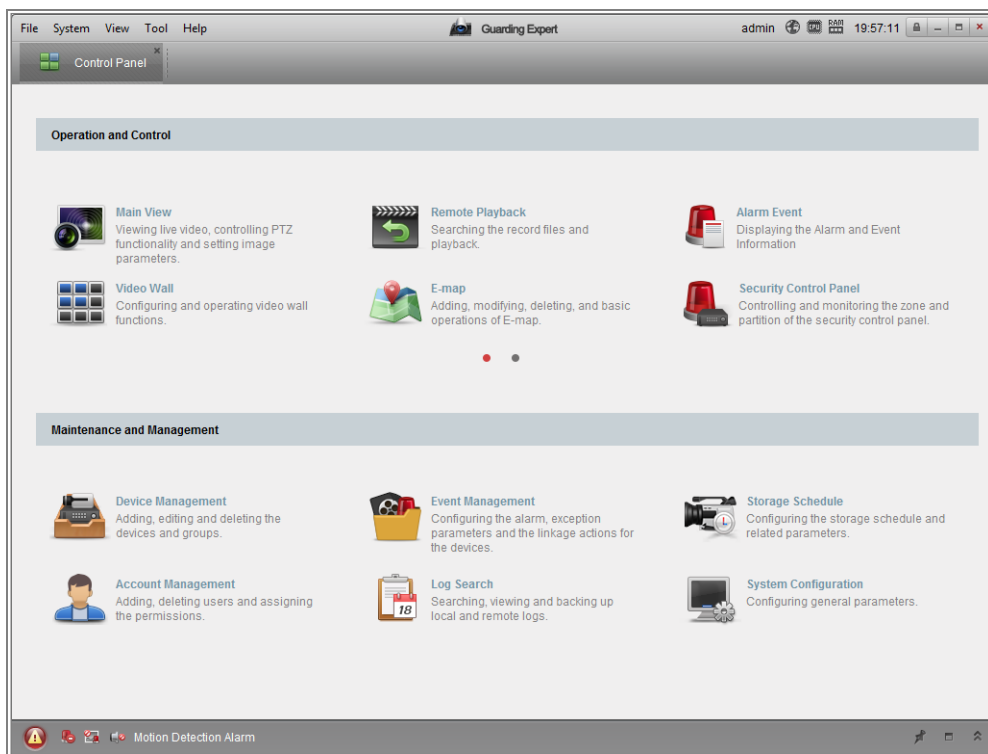 File System View Tool Help Guarding Expert admin CPU RAM 19:57:11
Control Panel
Operation and Control
Main View
Viewing live video, controlling PTZ
functionality and setting image
parameters.
Remote Playback
Searching the record files and
playback.
Alarm Event
Displaying the Alarm and Event
Information
Video Wall
Configuring and operating video wall
functions.
E-map
Adding, modifying, deleting, and basic
operations of E-map.
Security Control Panel
Controlling and monitoring the zone and
partition of the security control panel.
Maintenance and Management
Device Management
Adding, editing and deleting the
devices and groups.
Event Management
Configuring the alarm, exception
parameters and the linkage actions for
the devices.
Storage Schedule
Configuring the storage schedule and
related parameters.
Account Management
Adding, deleting users and assigning
the permissions.
18
Log Search
Searching, viewing and backing up
local and remote logs.
System Configuration
Configuring general parameters.
Motion Detection Alarm